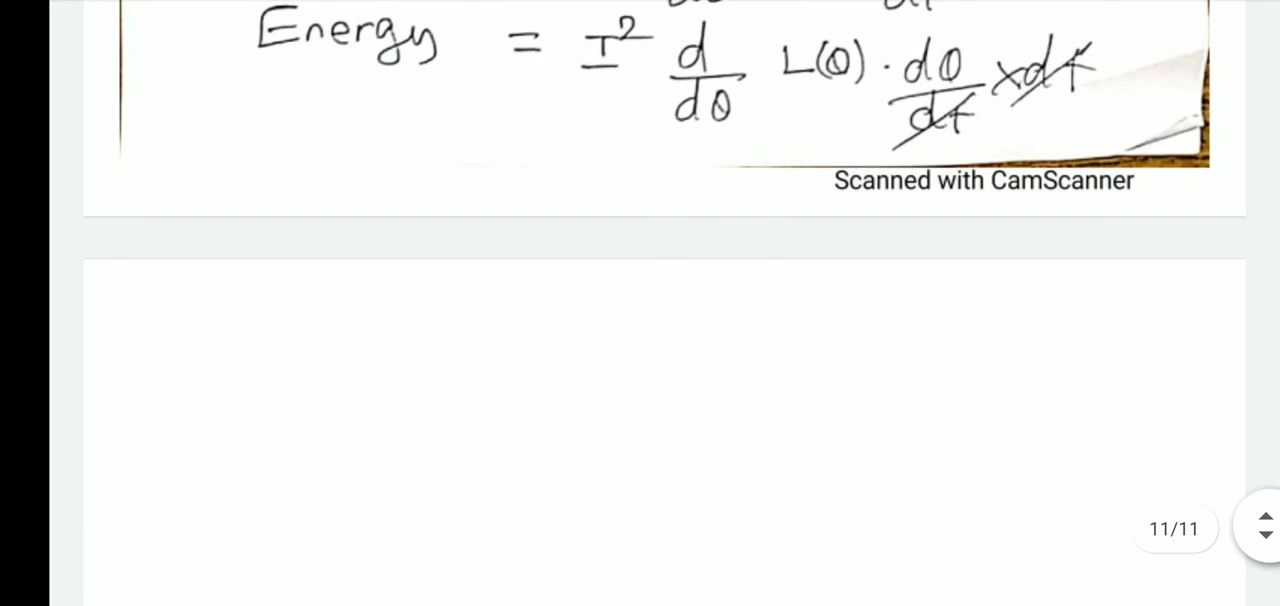 Energy = I² d/dθ L(θ) · dθ/dt × dt
Scanned with CamScanner
11/11